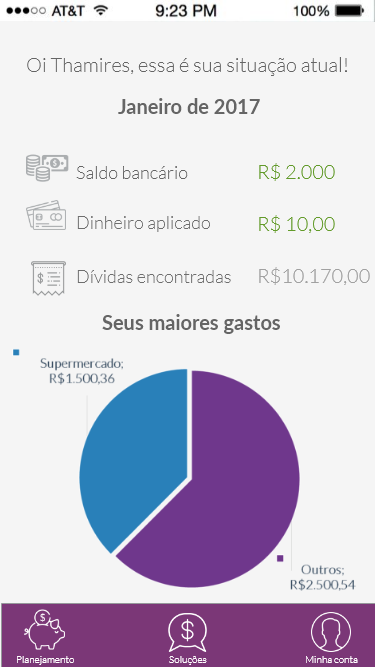 AT&T 9:23 PM 100%
Oi Thamires, essa é sua situação atual!
Janeiro de 2017
Saldo bancário R$ 2.000
Dinheiro aplicado R$ 10,00
Dívidas encontradas R$10.170,00
Seus maiores gastos
Supermercado;
R$1.500,36
Outros;
R$2.500,54
Planejamento Soluções Minha conta